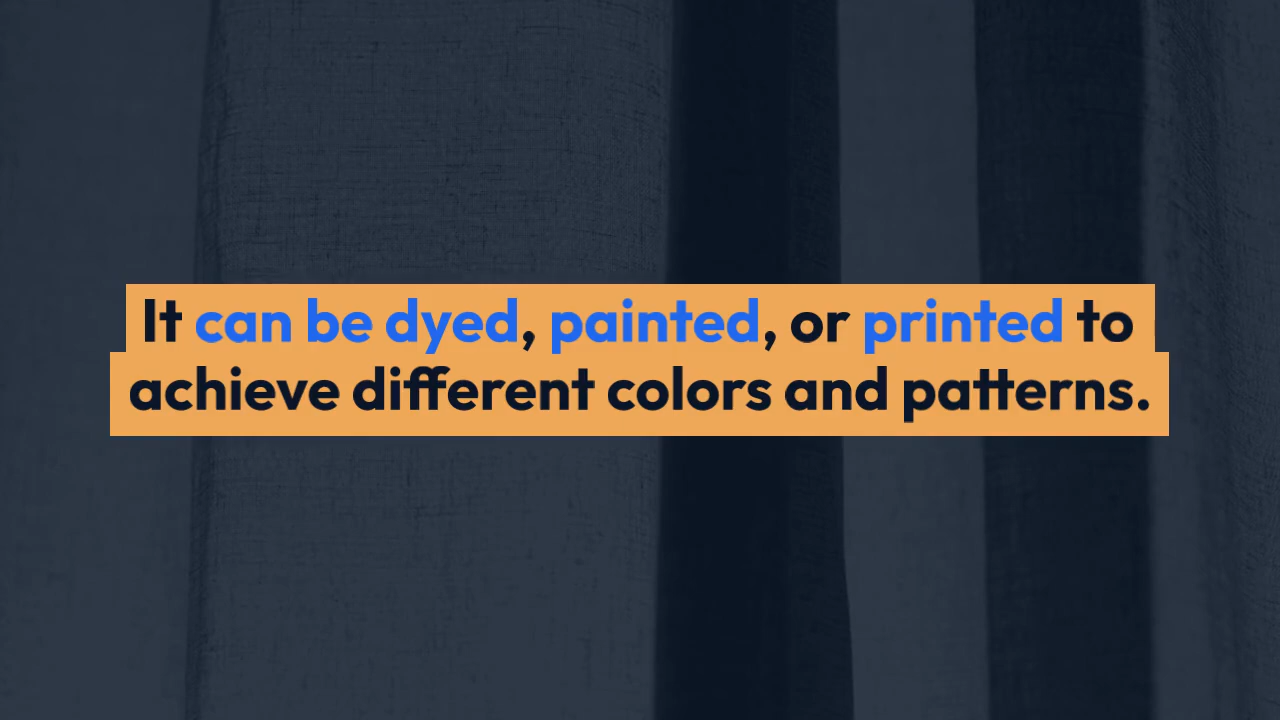 It can be dyed, painted, or printed to
achieve different colors and patterns.